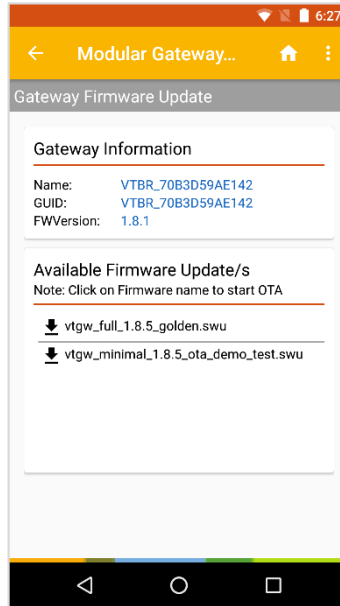 6:27
Modular Gateway...
Gateway Firmware Update
Gateway Information
Name: VTBR_70B3D59AE142
GUID: VTBR_70B3D59AE142
FWVersion: 1.8.1
Available Firmware Update/s
Note: Click on Firmware name to start OTA
vtgw_full_1.8.5_golden.swu
vtgw_minimal_1.8.5_ota_demo_test.swu